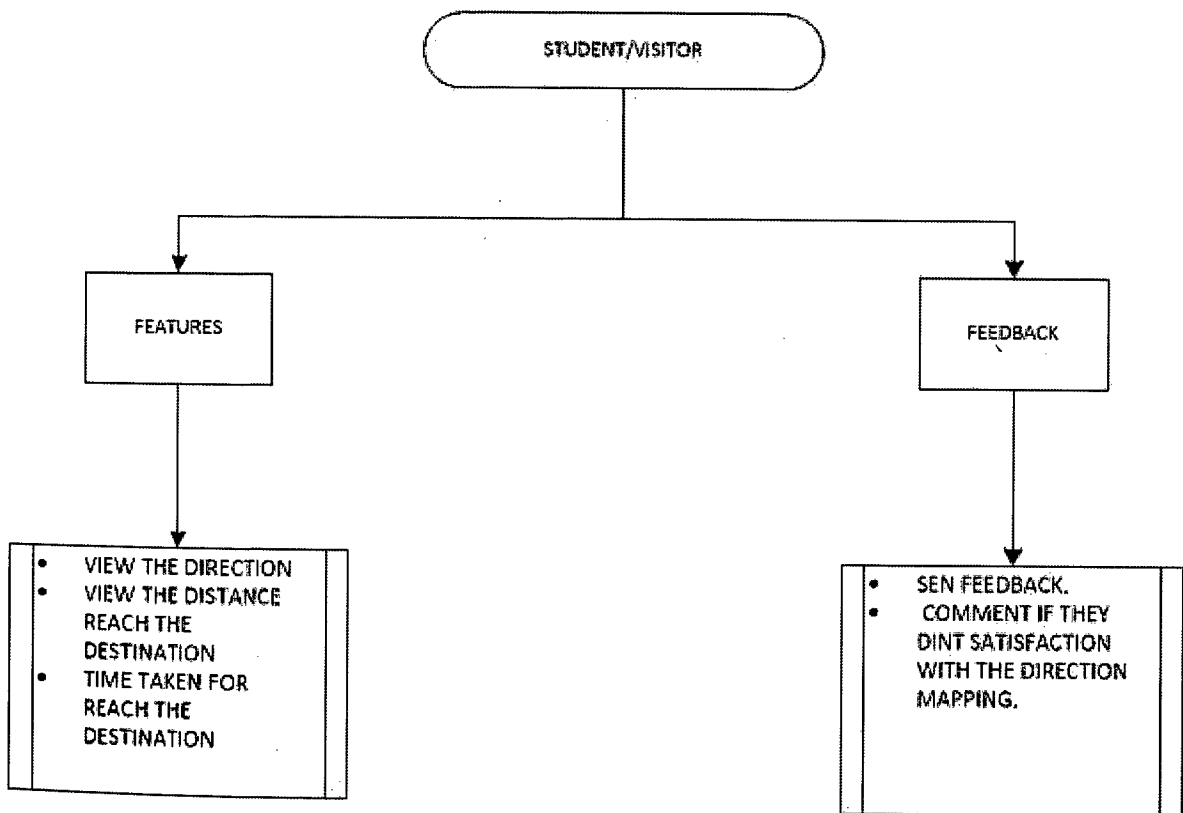 STUDENT/VISITOR
FEATURES
FEEDBACK
• VIEW THE DIRECTION
• VIEW THE DISTANCE
REACH THE
DESTINATION
• TIME TAKEN FOR
REACH THE
DESTINATION
• SEN FEEDBACK.
• COMMENT IF THEY
DINT SATISFACTION
WITH THE DIRECTION
MAPPING.